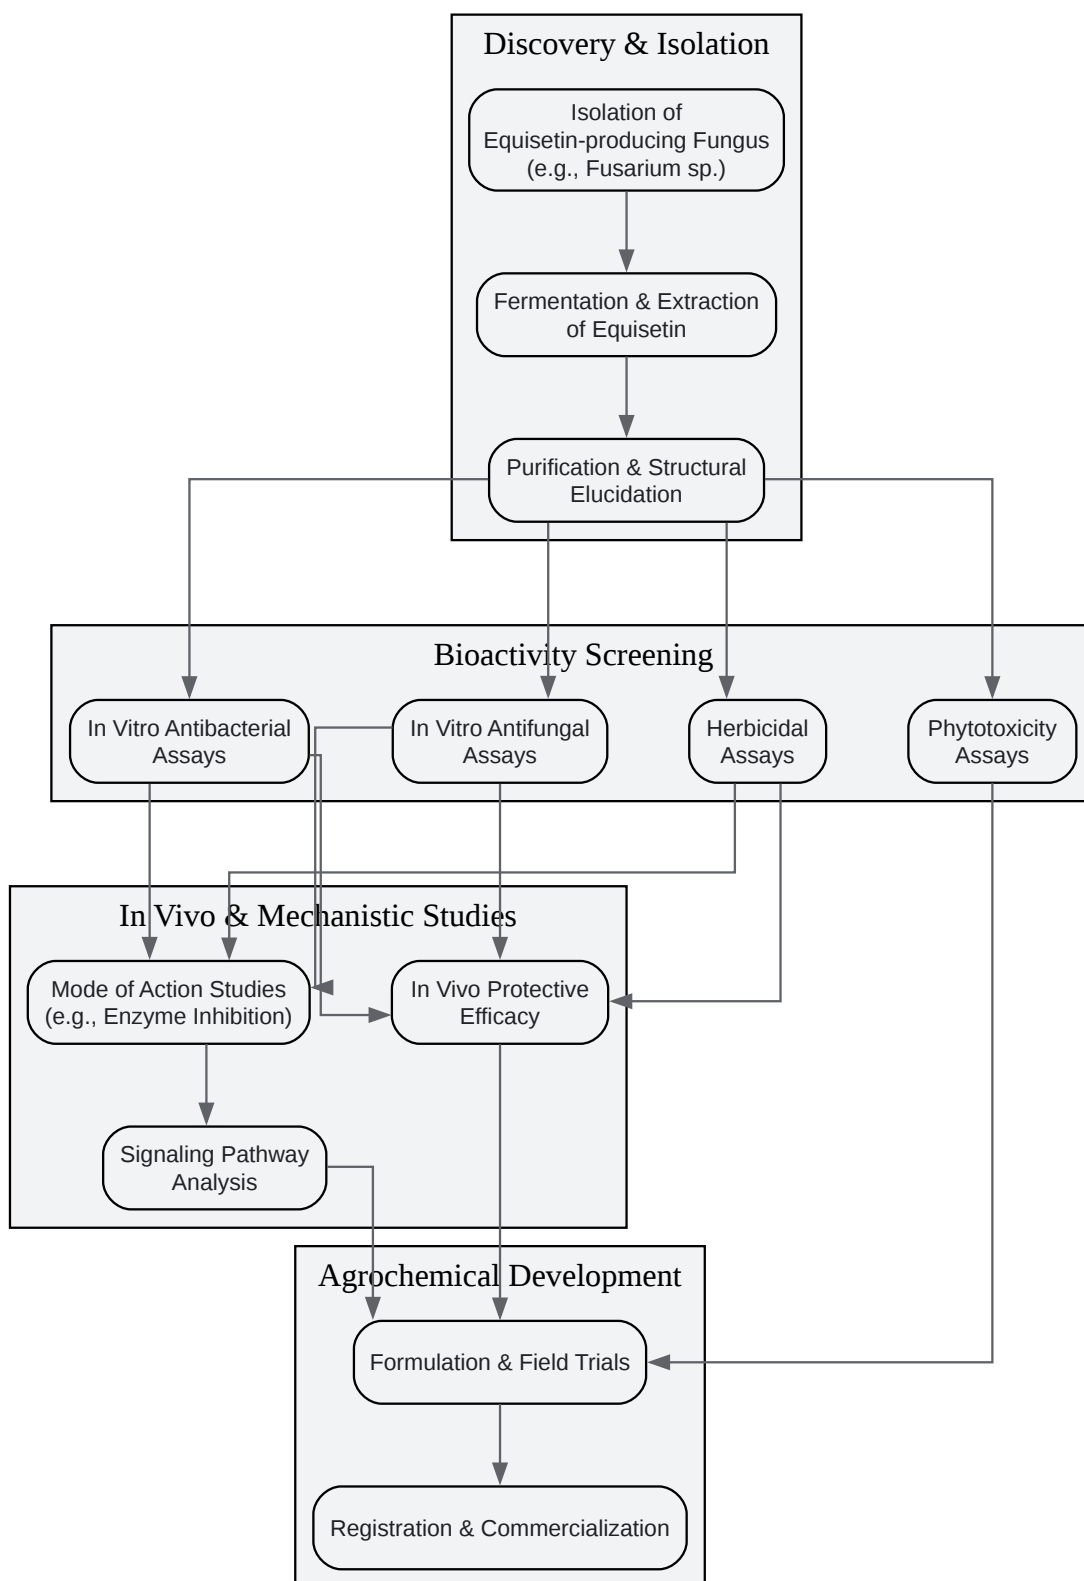 Discovery & Isolation
Isolation of
Equisetin-producing Fungus
(e.g., Fusarium sp.)
Fermentation & Extraction
of Equisetin
Purification & Structural
Elucidation
Bioactivity Screening
In Vitro Antibacterial
Assays
In Vitro Antifungal
Assays
Herbicidal
Assays
Phytotoxicity
Assays
In Vivo & Mechanistic Studies
Mode of Action Studies
(e.g., Enzyme Inhibition)
In Vivo Protective
Efficacy
Signaling Pathway
Analysis
Agrochemical Development
Formulation & Field Trials
Registration & Commercialization